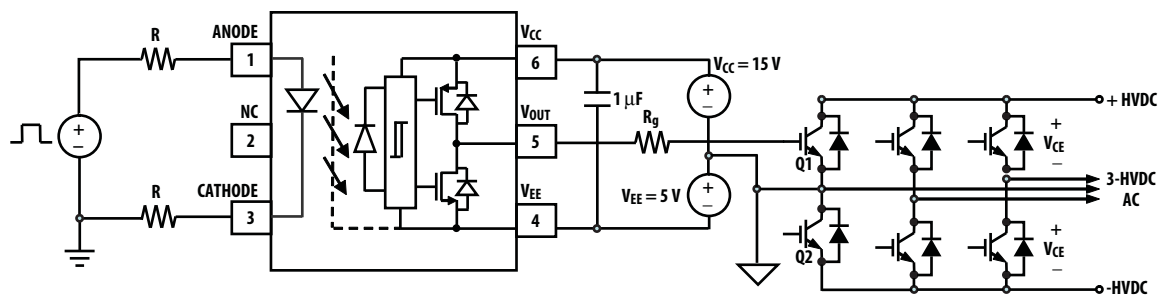 R
ANODE
1
NC
2
R
CATHODE
3
+
–
VCC
6
VOUT
5
VEE
4
1 μF
Rg
VCC = 15 V
+
–
VEE = 5 V
+
–
Q1
Q2
+ HVDC
+
VCE
–
3-HVDC
AC
+
VCE
–
-HVDC